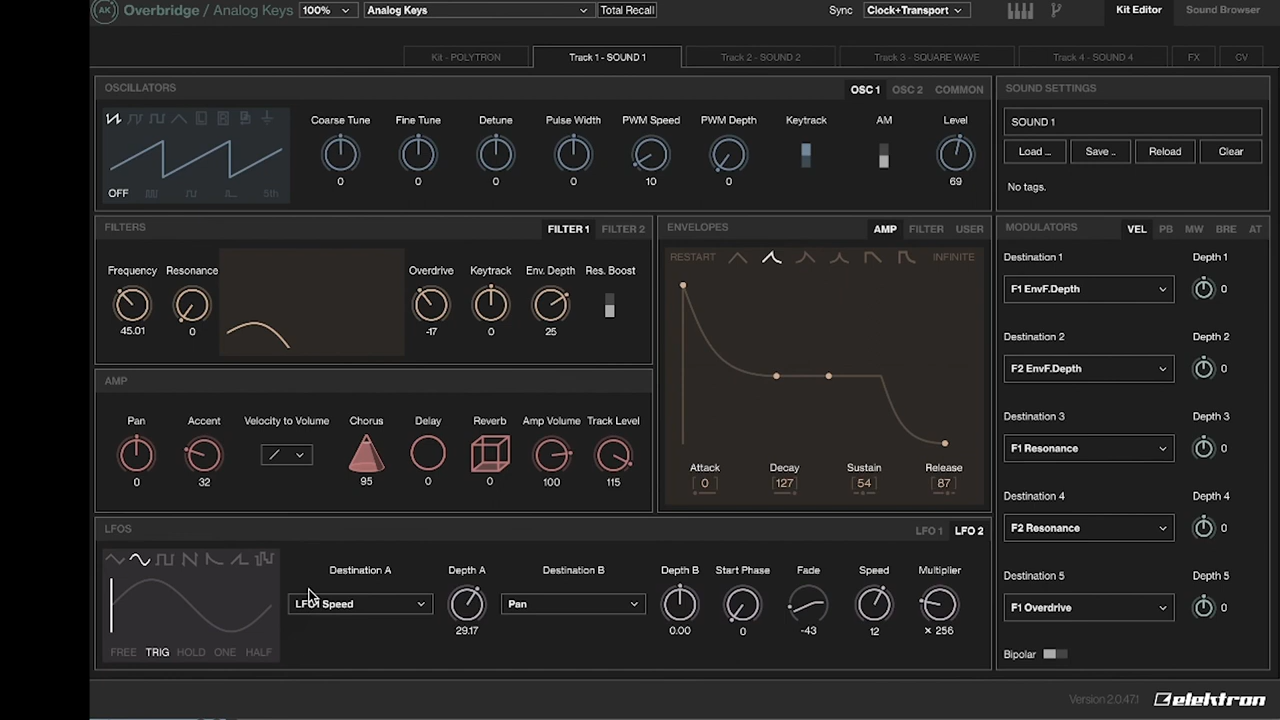 AK Overbridge / Analog Keys 100% Analog Keys Total Recall Sync Clock+Transport Kit Editor Sound Browser
Kit - POLYTRON Track 1 - SOUND 1 Track 2 - SOUND 2 Track 3 - SQUARE WAVE Track 4 - SOUND 4 FX CV
OSCILLATORS OSC 1 OSC 2 COMMON
Coarse Tune Fine Tune Detune Pulse Width PWM Speed PWM Depth Keytrack AM Level
0 0 0 0 10 0 69
OFF 5th
SOUND SETTINGS
SOUND 1
Load ... Save .. Reload Clear
No tags.
FILTERS FILTER 1 FILTER 2
Frequency Resonance Overdrive Keytrack Env. Depth Res. Boost
45.01 0 -17 0 25
ENVELOPES AMP FILTER USER
RESTART INFINITE
Attack Decay Sustain Release
0 127 54 87
MODULATORS VEL PB MW BRE AT
Destination 1 Depth 1
F1 EnvF.Depth 0
Destination 2 Depth 2
F2 EnvF.Depth 0
Destination 3 Depth 3
F1 Resonance 0
Destination 4 Depth 4
F2 Resonance 0
Destination 5 Depth 5
F1 Overdrive 0
Bipolar
AMP
Pan Accent Velocity to Volume Chorus Delay Reverb Amp Volume Track Level
0 32 95 0 0 100 115
LFOS LFO 1 LFO 2
Destination A Depth A Destination B Depth B Start Phase Fade Speed Multiplier
LFO1 Speed Pan
29.17 0.00 0 -43 12 × 256
FREE TRIG HOLD ONE HALF
Version 2.0.47.1 elektron